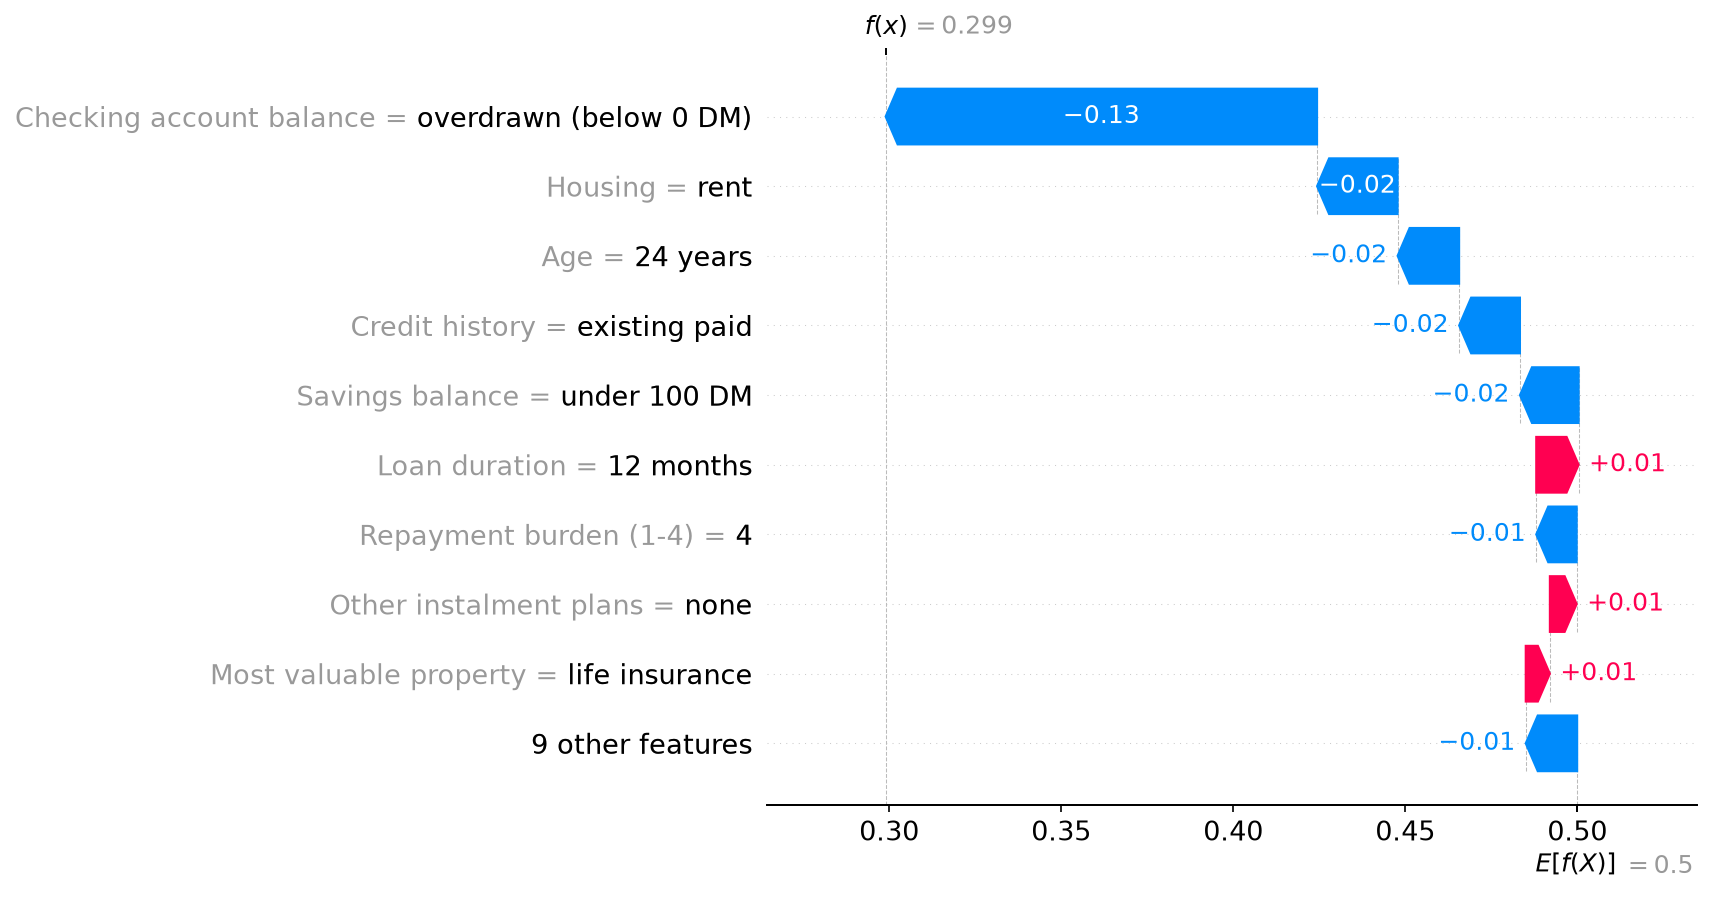 f(x) = 0.299
Checking account balance = overdrawn (below 0 DM) −0.13
Housing = rent −0.02
Age = 24 years −0.02
Credit history = existing paid −0.02
Savings balance = under 100 DM −0.02
Loan duration = 12 months +0.01
Repayment burden (1-4) = 4 −0.01
Other instalment plans = none +0.01
Most valuable property = life insurance +0.01
9 other features −0.01
0.30 0.35 0.40 0.45 0.50
E[f(X)] = 0.5